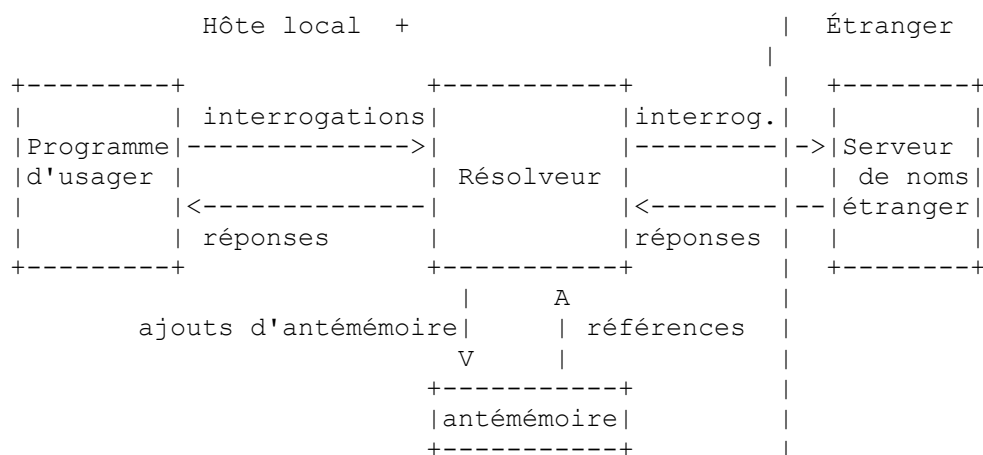 Hôte local + | Étranger
|
+---------+ +-----------+ | +--------+
| | interrogations| |interrog.| | |
|Programme|-------------->| |---------|->|Serveur |
|d'usager | | Résolveur | | | de noms|
| |<--------------| |<--------|--|étranger|
| | réponses | |réponses | | |
+---------+ +-----------+ | +--------+
| A |
ajouts d'antémémoire| | références |
V | |
+-----------+ |
|antémémoire| |
+-----------+ |